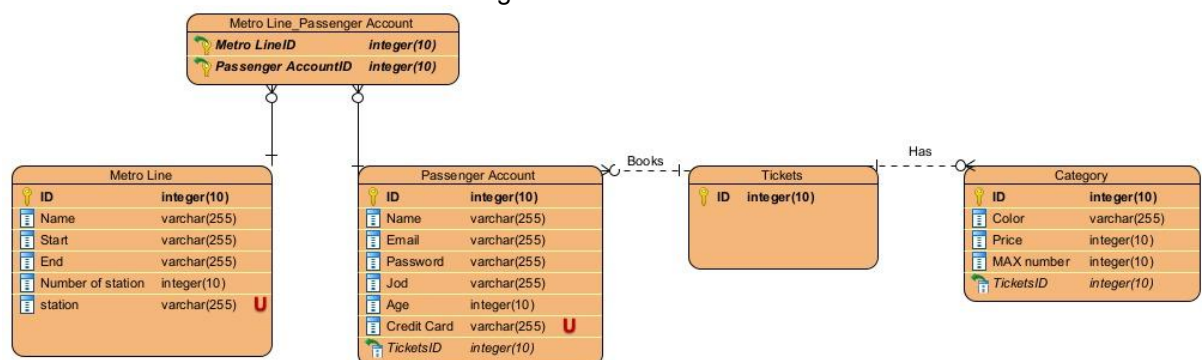 Metro Line_Passenger Account
Metro LineID integer(10)
Passenger AccountID integer(10)
Metro Line
ID integer(10)
Name varchar(255)
Start varchar(255)
End varchar(255)
Number of station integer(10)
station varchar(255) U
Passenger Account
ID integer(10)
Name varchar(255)
Email varchar(255)
Password varchar(255)
Jod varchar(255)
Age integer(10)
Credit Card varchar(255) U
TicketsID integer(10)
Books
Tickets
ID integer(10)
Has
Category
ID integer(10)
Color varchar(255)
Price integer(10)
MAX number integer(10)
TicketsID integer(10)